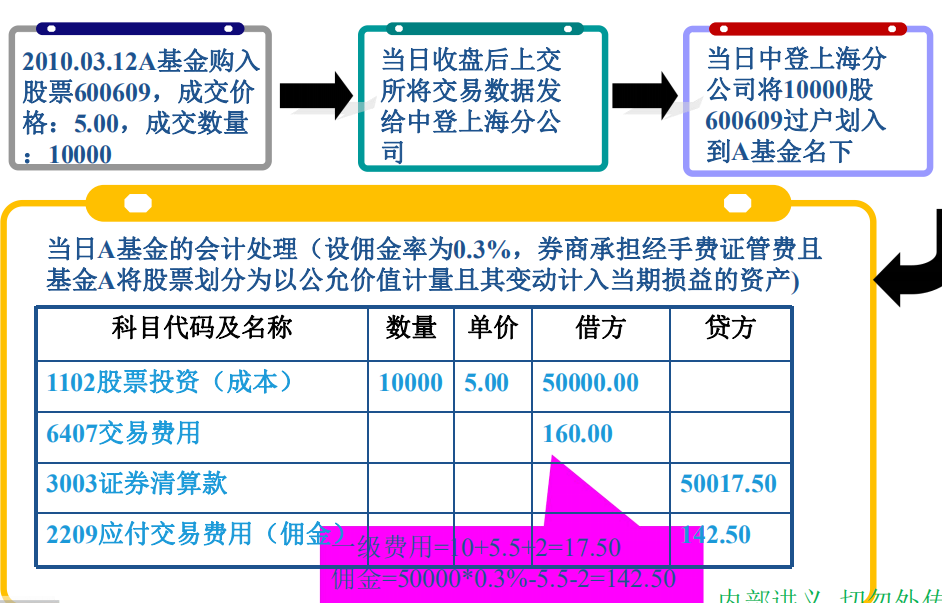 2010.03.12A基金购入
股票600609，成交价
格：5.00，成交数量
：10000
当日收盘后上交
所将交易数据发
给中登上海分公
司
当日中登上海分
公司将10000股
600609过户划入
到A基金名下
当日A基金的会计处理（设佣金率为0.3%，券商承担经手费证管费且
基金A将股票划分为以公允价值计量且其变动计入当期损益的资产)
科目代码及名称 数量 单价 借方 贷方
1102股票投资（成本） 10000 5.00 50000.00
6407交易费用 160.00
3003证券清算款 50017.50
2209应付交易费用（佣金） 142.50
一级费用=10+5.5+2=17.50
佣金=50000*0.3%-5.5-2=142.50
内部讲义 切勿外传